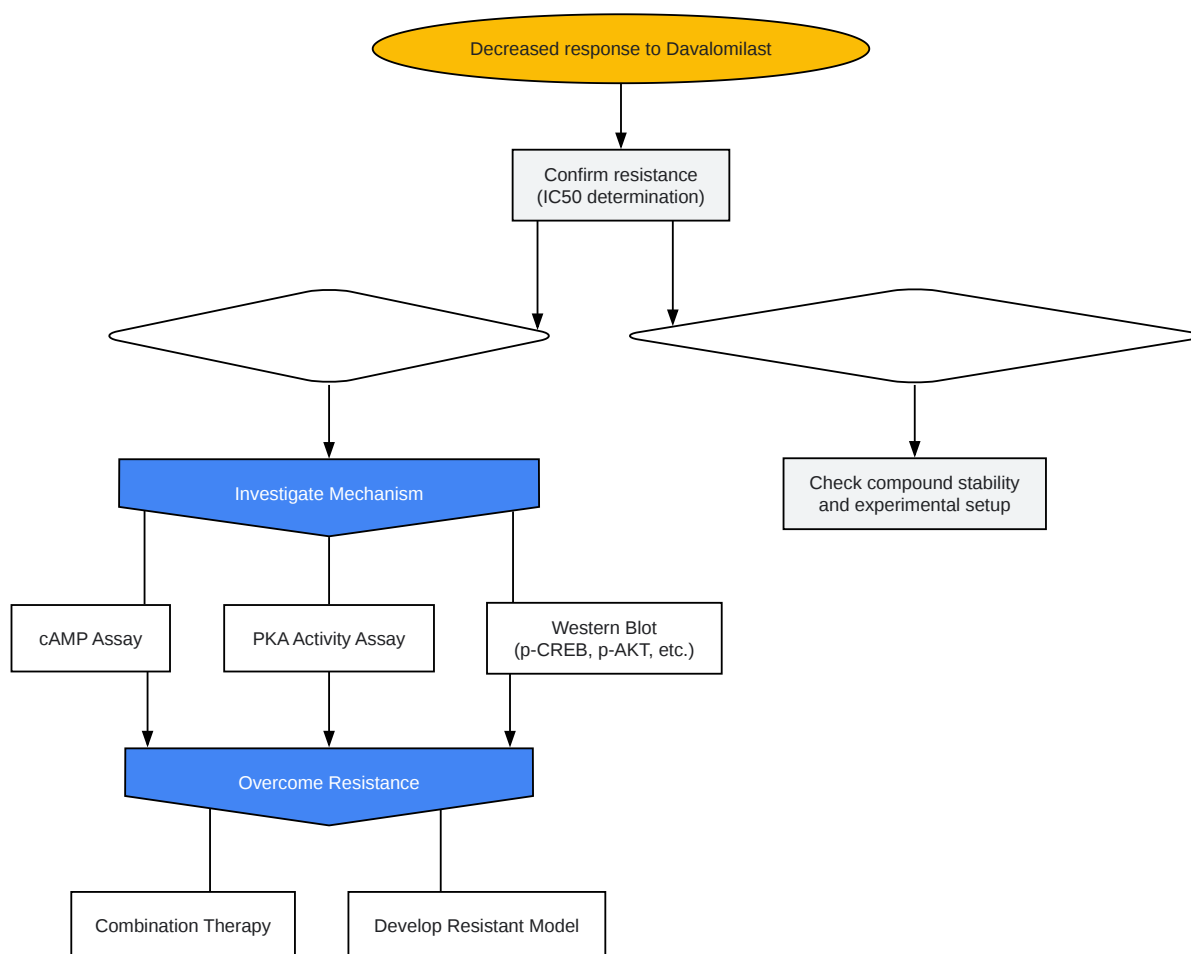 Decreased response to Davalomilast
Confirm resistance
(IC50 determination)
Investigate Mechanism
Check compound stability
and experimental setup
cAMP Assay
PKA Activity Assay
Western Blot
(p-CREB, p-AKT, etc.)
Overcome Resistance
Combination Therapy
Develop Resistant Model